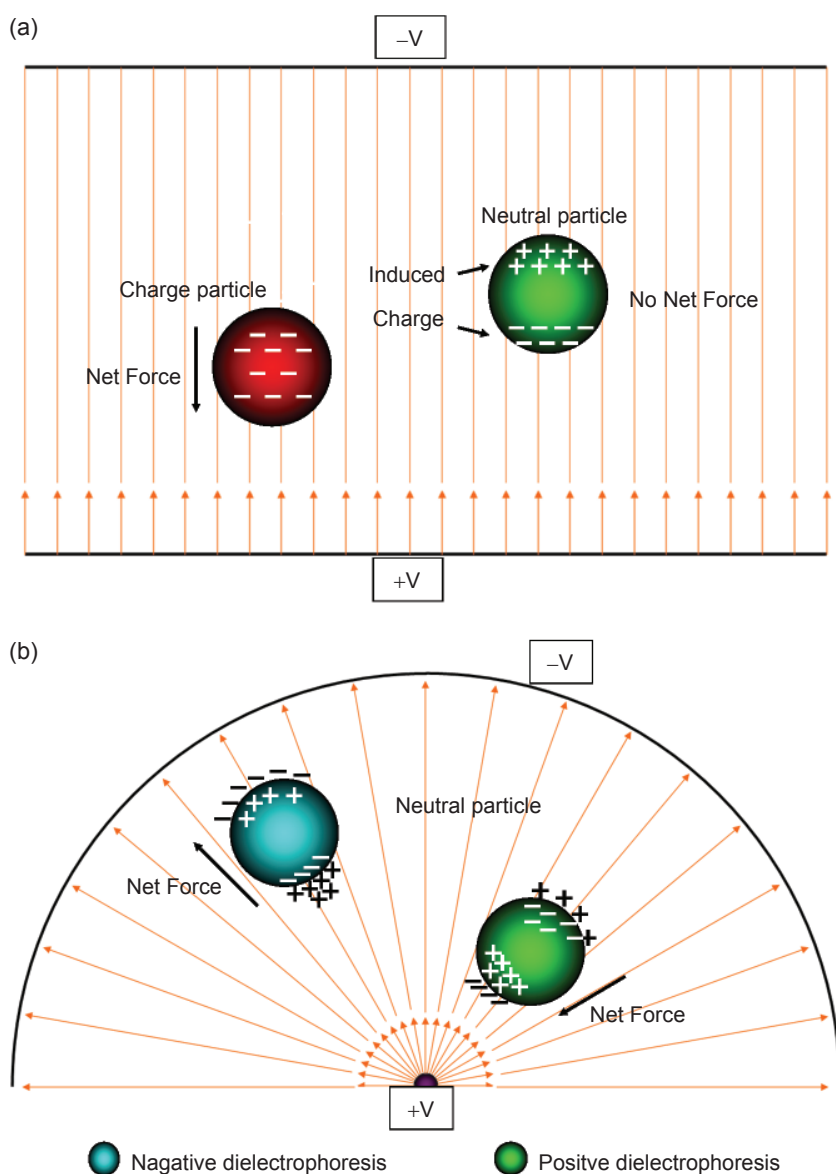 (a)
−V
Neutral particle
Induced
Charge particle
No Net Force
Charge
Net Force
+V
(b)
−V
Neutral particle
Net Force
Net Force
+V
Nagative dielectrophoresis
Positve dielectrophoresis